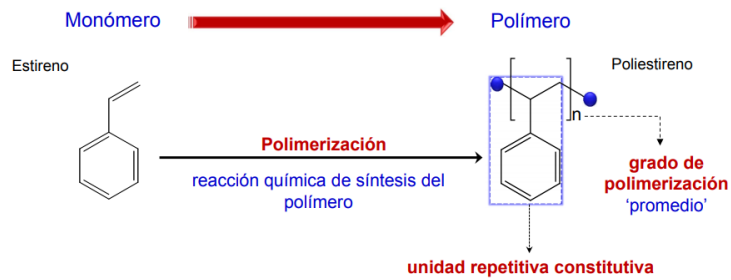 Monómero
Polímero
Estireno
Poliestireno
n
Polimerización
reacción química de síntesis del
polímero
grado de
polimerización
‘promedio’
unidad repetitiva constitutiva